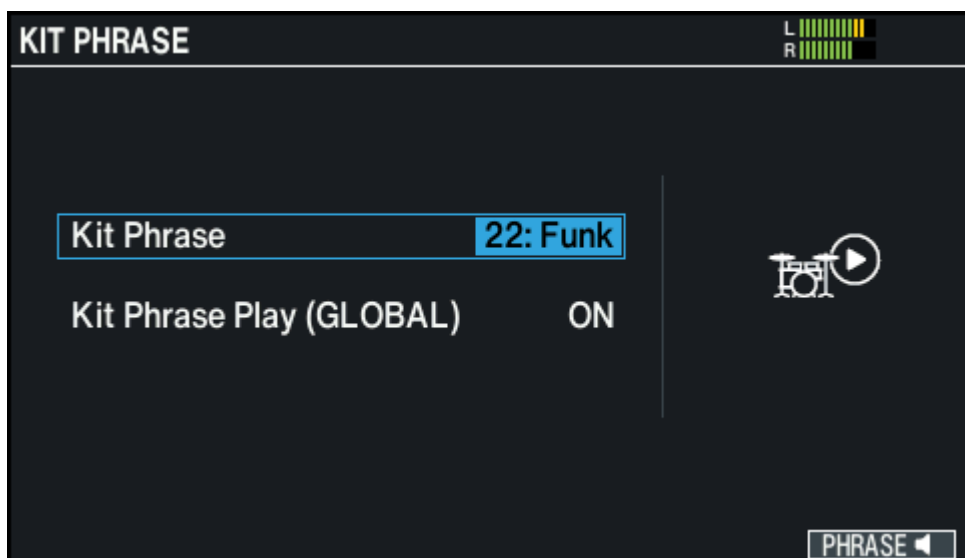 KIT PHRASE
L
R
Kit Phrase 22: Funk
Kit Phrase Play (GLOBAL) ON
PHRASE